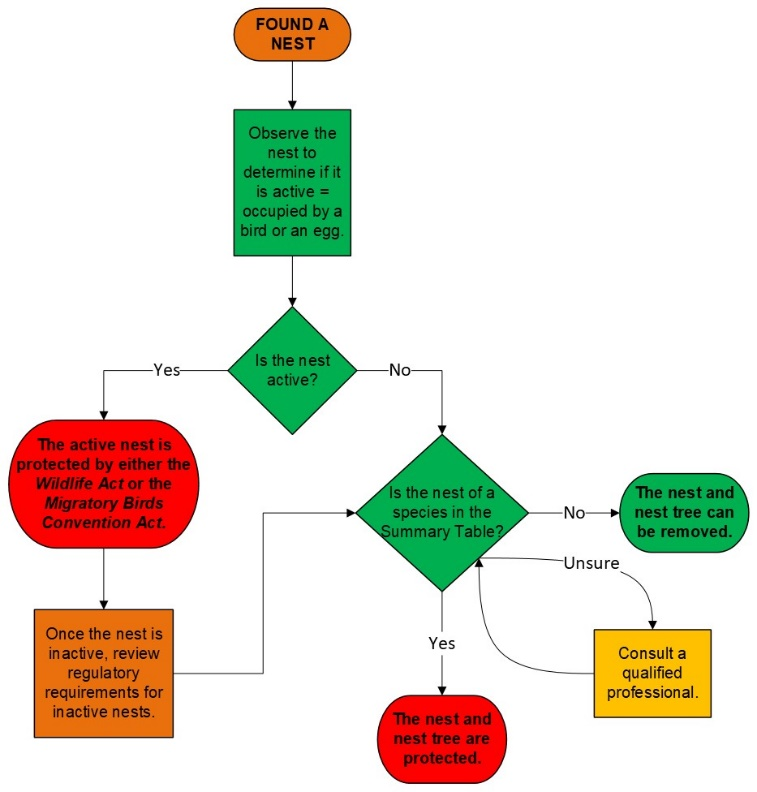 FOUND A
NEST
Observe the
nest to
determine if it
is active =
occupied by a
bird or an egg.
Is the nest
active?
Yes
No
The active nest is
protected by either the
Wildlife Act or the
Migratory Birds
Convention Act.
Is the nest of a
species in the
Summary Table?
No
The nest and
nest tree can
be removed.
Unsure
Once the nest is
inactive, review
regulatory
requirements for
inactive nests.
Yes
Consult a
qualified
professional.
The nest and
nest tree are
protected.